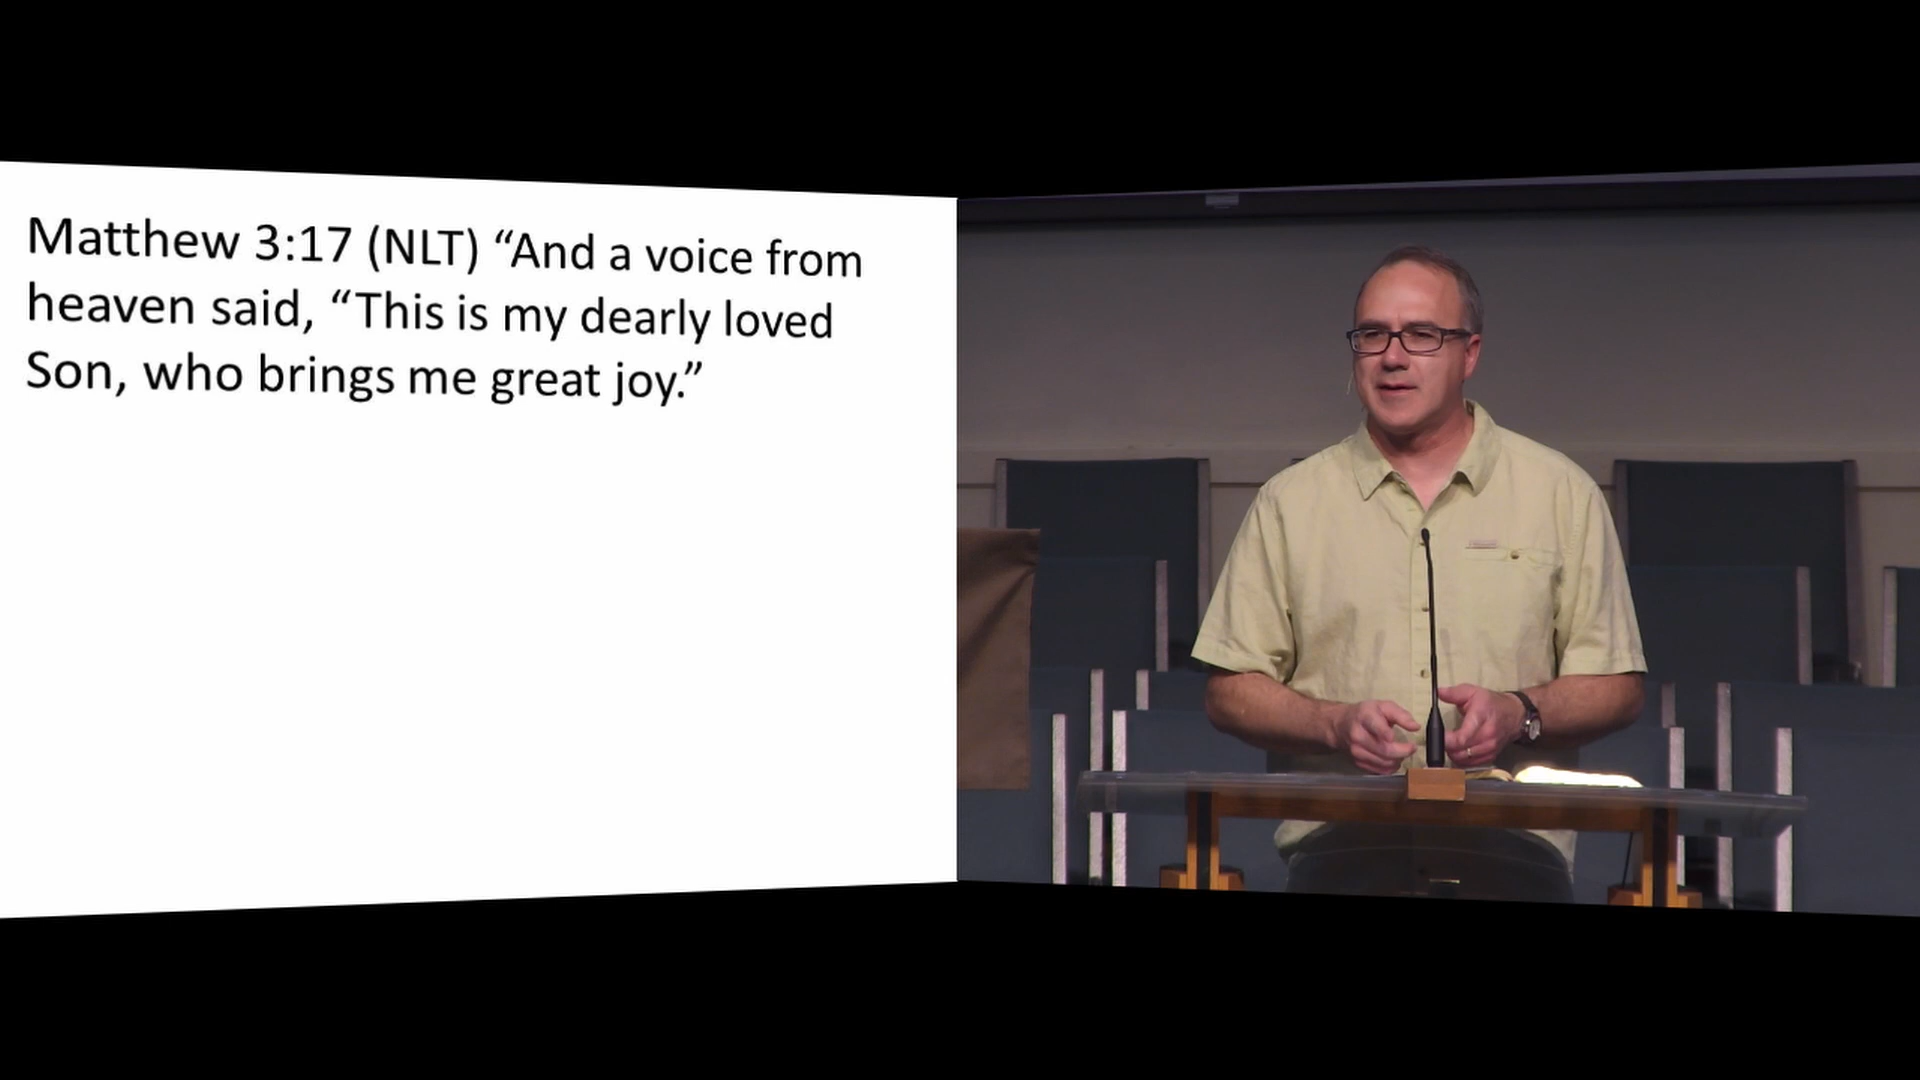 Matthew 3:17 (NLT) “And a voice from
heaven said, “This is my dearly loved
Son, who brings me great joy.”